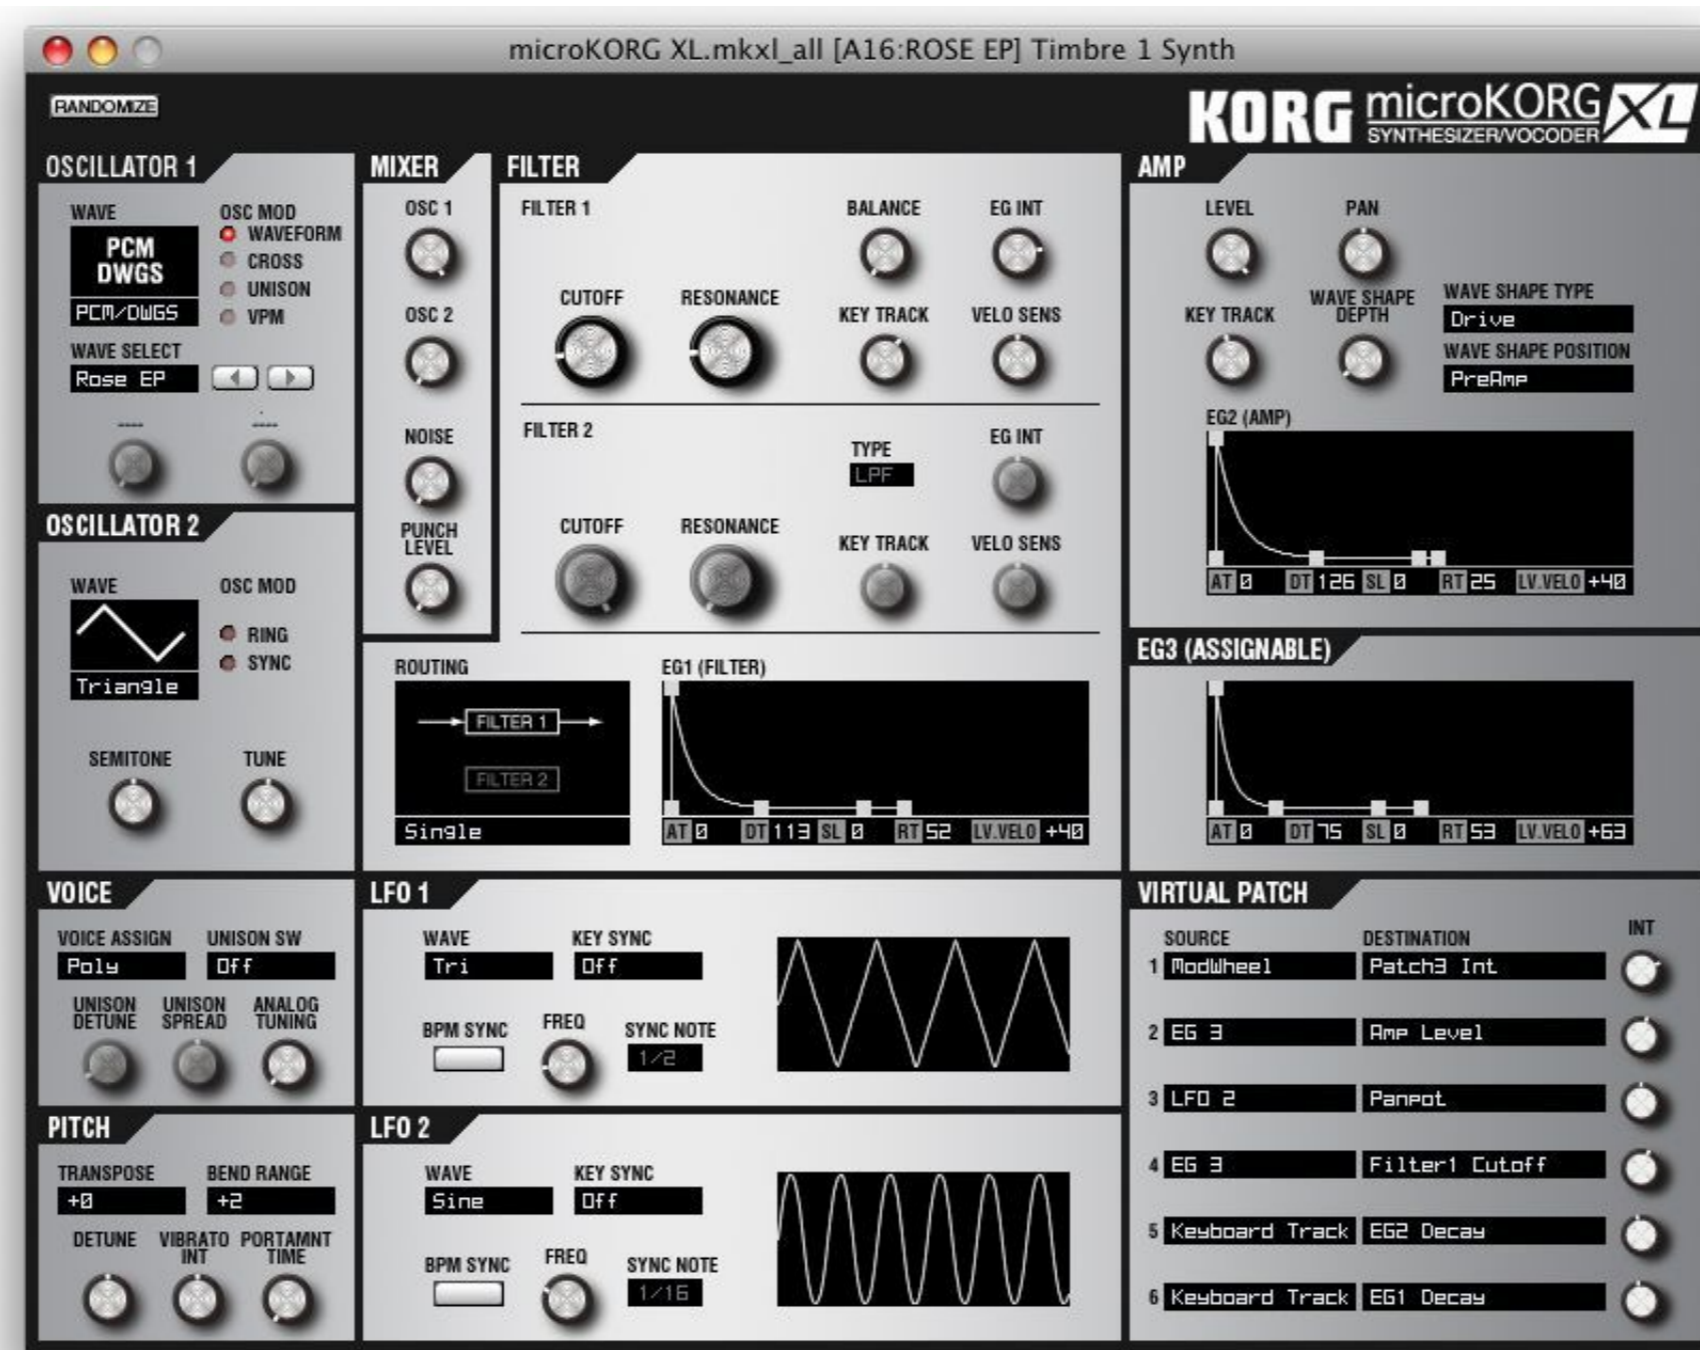 microKORG XL.mkxl_all [A16:ROSE EP] Timbre 1 Synth
RANDOMIZE
KORG microKORG XL
SYNTHESIZER/VOCODER
OSCILLATOR 1
WAVE
OSC MOD
PCM
DWGS
PCM/DWGS
WAVEFORM
CROSS
UNISON
VPM
WAVE SELECT
Rose EP
----
----
OSCILLATOR 2
WAVE
OSC MOD
Triangle
RING
SYNC
SEMITONE
TUNE
MIXER
OSC 1
OSC 2
NOISE
PUNCH
LEVEL
FILTER
FILTER 1
BALANCE
EG INT
CUTOFF
RESONANCE
KEY TRACK
VELO SENS
FILTER 2
TYPE
LPF
EG INT
CUTOFF
RESONANCE
KEY TRACK
VELO SENS
ROUTING
FILTER 1
FILTER 2
Single
EG1 (FILTER)
AT 0 DT 113 SL 0 RT 52 LV.VELO +40
AMP
LEVEL
PAN
KEY TRACK
WAVE SHAPE
DEPTH
WAVE SHAPE TYPE
Drive
WAVE SHAPE POSITION
PreAmp
EG2 (AMP)
AT 0 DT 126 SL 0 RT 25 LV.VELO +40
EG3 (ASSIGNABLE)
AT 0 DT 75 SL 0 RT 53 LV.VELO +63
VOICE
VOICE ASSIGN
UNISON SW
Poly
Off
UNISON
DETUNE
UNISON
SPREAD
ANALOG
TUNING
PITCH
TRANSPOSE
BEND RANGE
+0
+2
DETUNE
VIBRATO
INT
PORTAMNT
TIME
LFO 1
WAVE
KEY SYNC
Tri
Off
BPM SYNC
FREQ
SYNC NOTE
1/2
LFO 2
WAVE
KEY SYNC
Sine
Off
BPM SYNC
FREQ
SYNC NOTE
1/16
VIRTUAL PATCH
SOURCE
DESTINATION
INT
1 ModWheel Patch3 Int
2 EG 3 Amp Level
3 LFO 2 Panpot
4 EG 3 Filter1 Cutoff
5 Keyboard Track EG2 Decay
6 Keyboard Track EG1 Decay